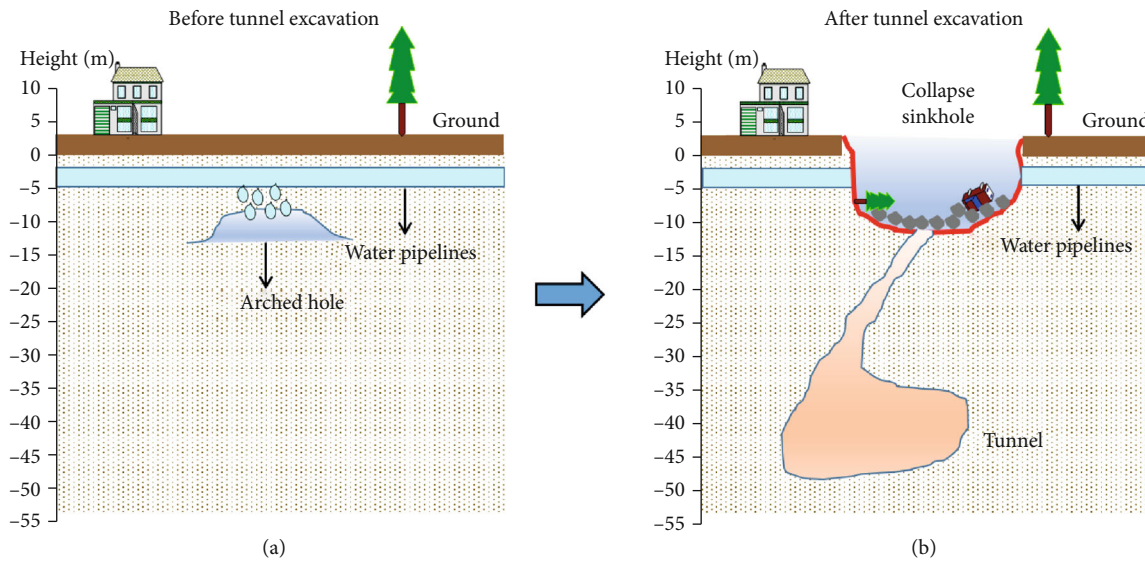 Before tunnel excavation
Height (m)
10
5
0
–5
–10
–15
–20
–25
–30
–35
–40
–45
–50
–55
Ground
Water pipelines
Arched hole
(a)
After tunnel excavation
Height (m)
10
5
0
–5
–10
–15
–20
–25
–30
–35
–40
–45
–50
–55
Collapse
sinkhole
Ground
Water pipelines
Tunnel
(b)